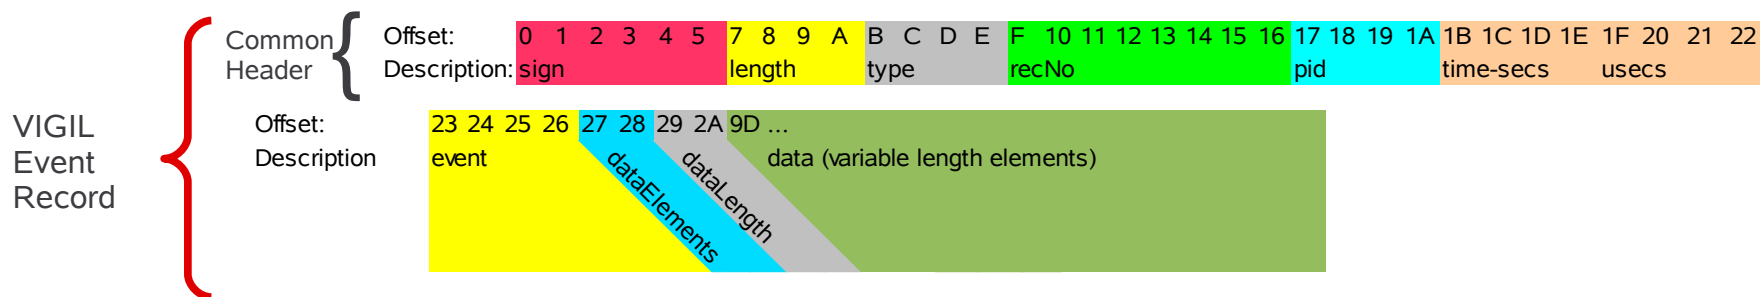 Common
Header
Offset: 0 1 2 3 4 5 7 8 9 A B C D E F 10 11 12 13 14 15 16 17 18 19 1A 1B 1C 1D 1E 1F 20 21 22
Description: sign length type recNo pid time-secs usecs
VIGIL
Event
Record
Offset: 23 24 25 26 27 28 29 2A 9D ...
Description event dataElements dataLength data (variable length elements)